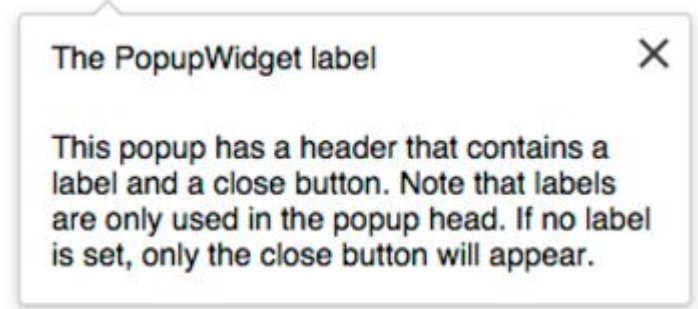 The PopupWidget label
This popup has a header that contains a
label and a close button. Note that labels
are only used in the popup head. If no label
is set, only the close button will appear.